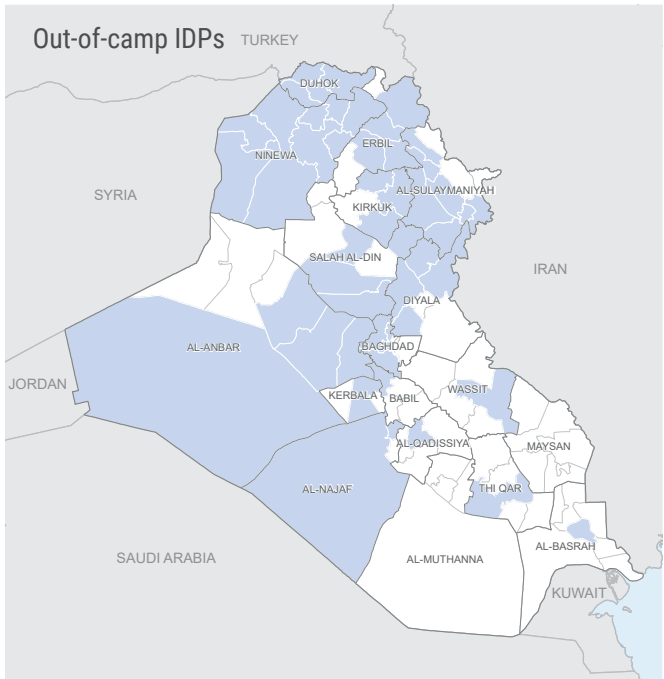 Out-of-camp IDPs
TURKEY
DUHOK
NINEWA
ERBIL
SYRIA
AL-SULAYMANIYAH
KIRKUK
SALAH AL-DIN
IRAN
DIYALA
AL-ANBAR
BAGHDAD
JORDAN
KERBALA
BABIL
WASSIT
AL-QADISSIYA
MAYSAN
AL-NAJAF
THI QAR
SAUDI ARABIA
AL-MUTHANNA
AL-BASRAH
KUWAIT